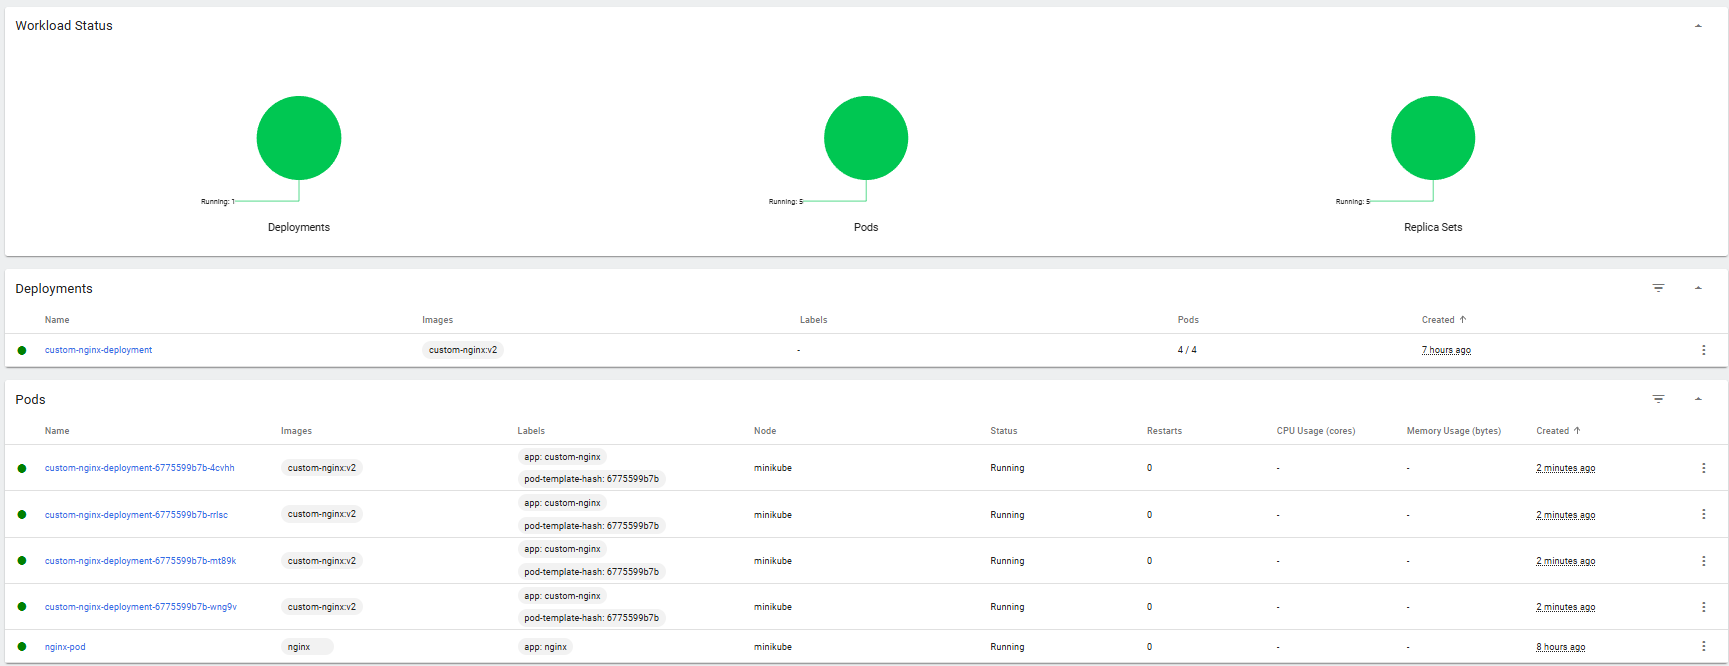 Workload Status
Running: 1
Running: 5
Running: 5
Deployments
Pods
Replica Sets
Deployments
Name Images Labels Pods Created
custom-nginx-deployment custom-nginx:v2 - 4 / 4 7 hours ago
Pods
Name Images Labels Node Status Restarts CPU Usage (cores) Memory Usage (bytes) Created
custom-nginx-deployment-6775599b7b-4cvhh custom-nginx:v2 app: custom-nginx minikube Running 0 - - 2 minutes ago
pod-template-hash: 6775599b7b
custom-nginx-deployment-6775599b7b-rrlsc custom-nginx:v2 app: custom-nginx minikube Running 0 - - 2 minutes ago
pod-template-hash: 6775599b7b
custom-nginx-deployment-6775599b7b-mt89k custom-nginx:v2 app: custom-nginx minikube Running 0 - - 2 minutes ago
pod-template-hash: 6775599b7b
custom-nginx-deployment-6775599b7b-wng9v custom-nginx:v2 app: custom-nginx minikube Running 0 - - 2 minutes ago
pod-template-hash: 6775599b7b
nginx-pod nginx app: nginx minikube Running 0 - - 8 hours ago